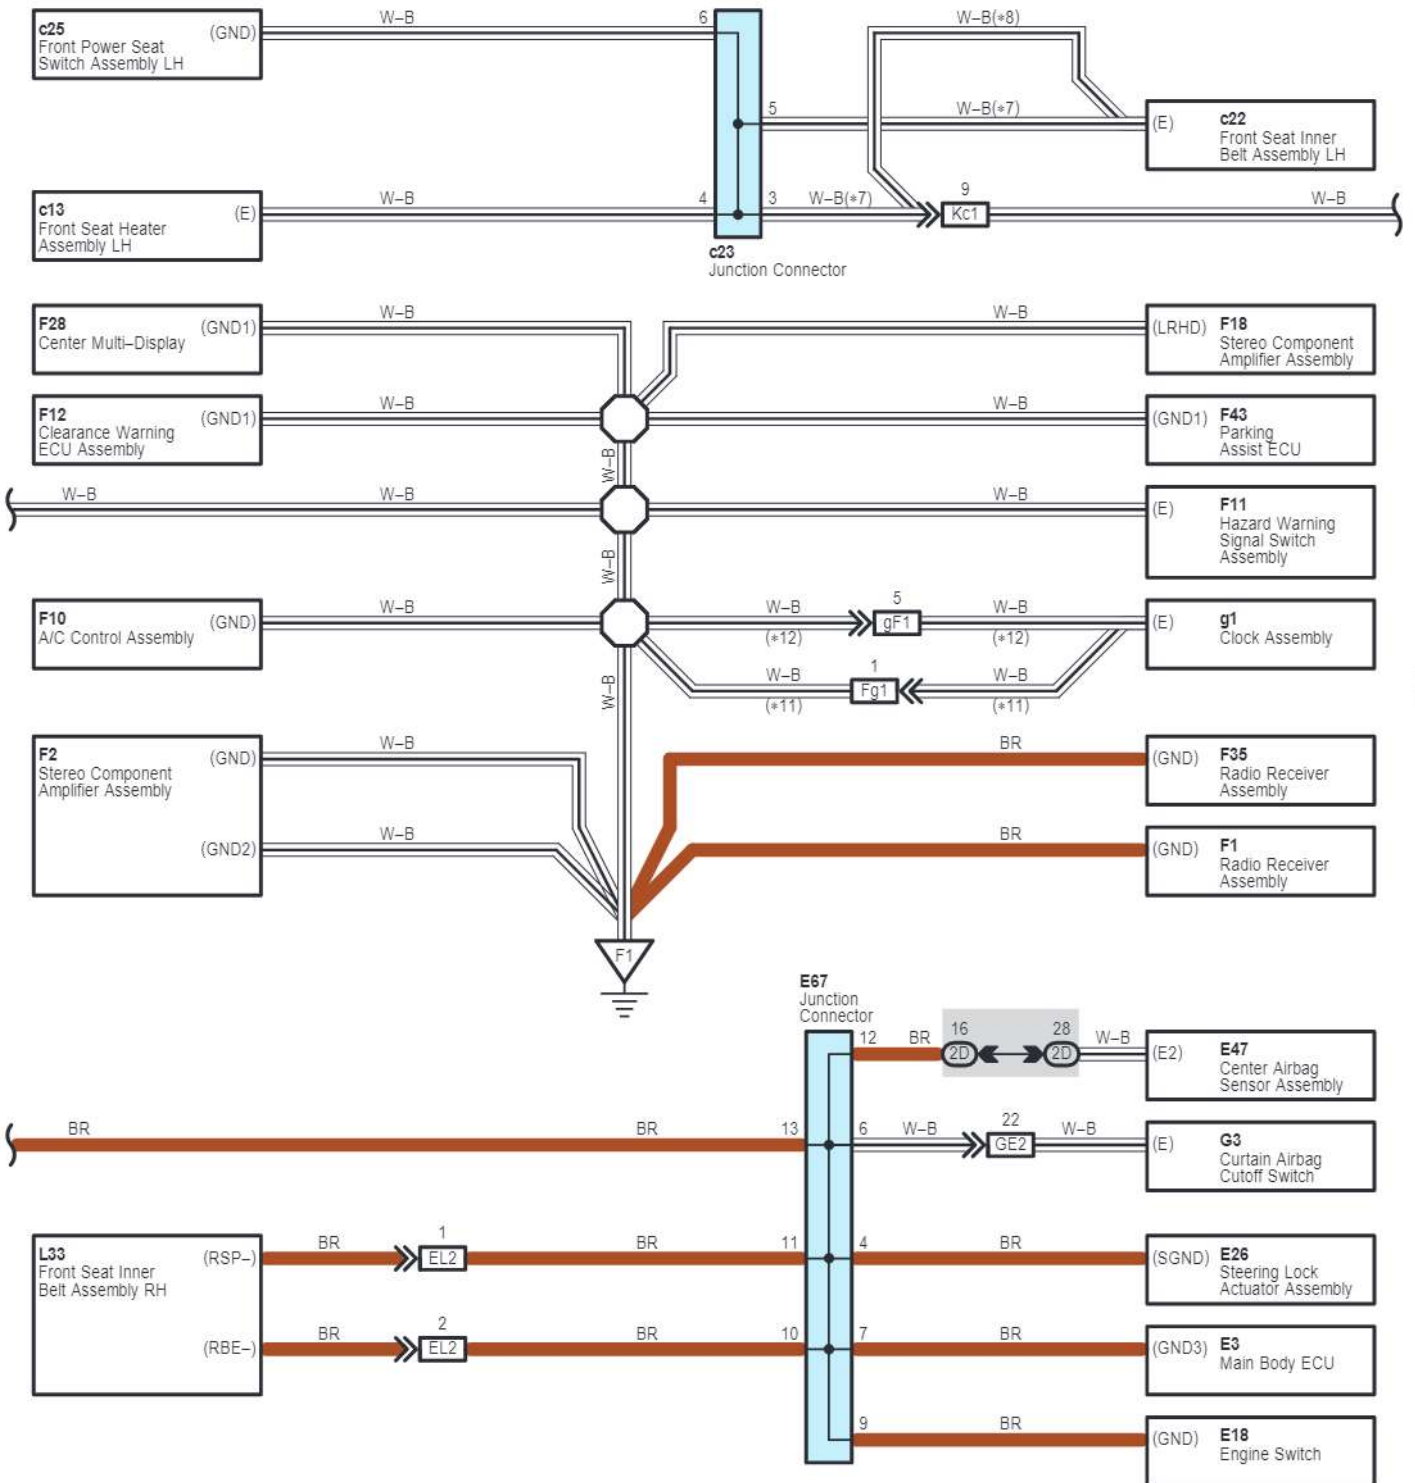 c25
(GND)
Front Power Seat
Switch Assembly LH
W–B
6
W–B(*8)
5
W–B(*7)
(E)
c22
Front Seat Inner
Belt Assembly LH
c13
(E)
Front Seat Heater
Assembly LH
W–B
4
3
W–B(*7)
9
Kc1
W–B
c23
Junction Connector
F28
(GND1)
Center Multi–Display
W–B
W–B
(LRHD)
F18
Stereo Component
Amplifier Assembly
F12
(GND1)
Clearance Warning
ECU Assembly
W–B
W–B
(GND1)
F43
Parking
Assist ECU
W–B
W–B
W–B
W–B
(E)
F11
Hazard Warning
Signal Switch
Assembly
W–B
F10
(GND)
A/C Control Assembly
W–B
W–B
(*12)
5
gF1
W–B
(*12)
(E)
g1
Clock Assembly
W–B
W–B
(*11)
1
Fg1
W–B
(*11)
F2
(GND)
Stereo Component
Amplifier Assembly
W–B
(GND2)
W–B
BR
(GND)
F35
Radio Receiver
Assembly
BR
(GND)
F1
Radio Receiver
Assembly
F1
E67
Junction
Connector
12
BR
16
2D
28
2D
W–B
(E2)
E47
Center Airbag
Sensor Assembly
BR
BR
13
6
W–B
22
GE2
W–B
(E)
G3
Curtain Airbag
Cutoff Switch
L33
(RSP–)
Front Seat Inner
Belt Assembly RH
BR
1
EL2
BR
11
4
BR
(SGND)
E26
Steering Lock
Actuator Assembly
(RBE–)
BR
2
EL2
BR
10
7
BR
(GND3)
E3
Main Body ECU
9
BR
(GND)
E18
Engine Switch